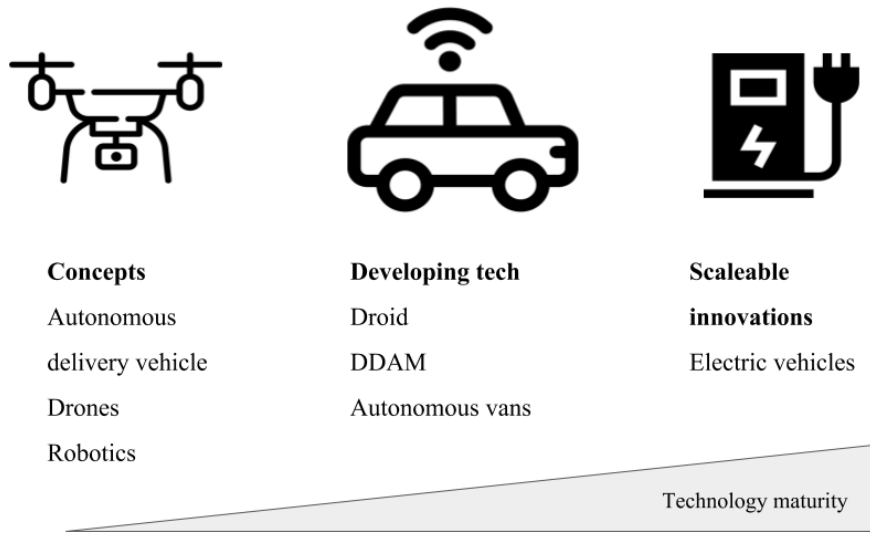 Concepts
Autonomous
delivery vehicle
Drones
Robotics
Developing tech
Droid
DDAM
Autonomous vans
Scaleable
innovations
Electric vehicles
Technology maturity